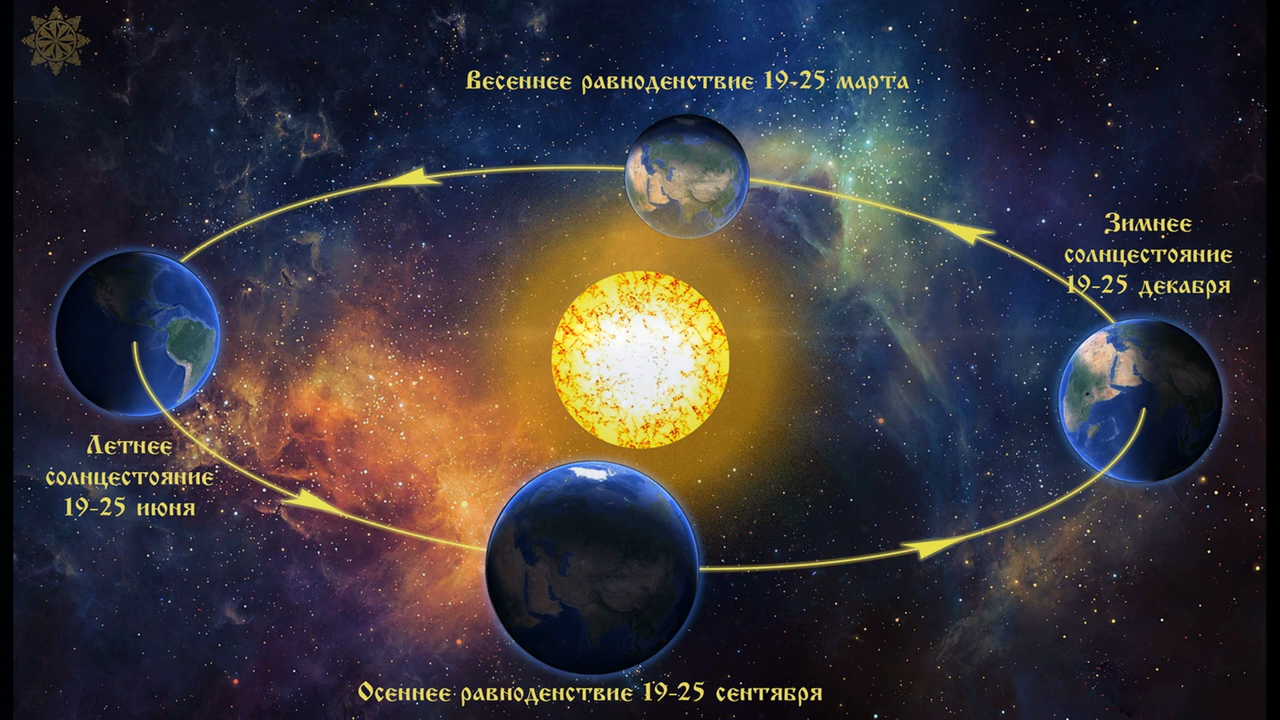 Весеннее равноденствие 19-25 марта
Зимнее
солнцестояние
19-25 декабря
Летнее
солнцестояние
19-25 июня
Осеннее равноденствие 19-25 сентября